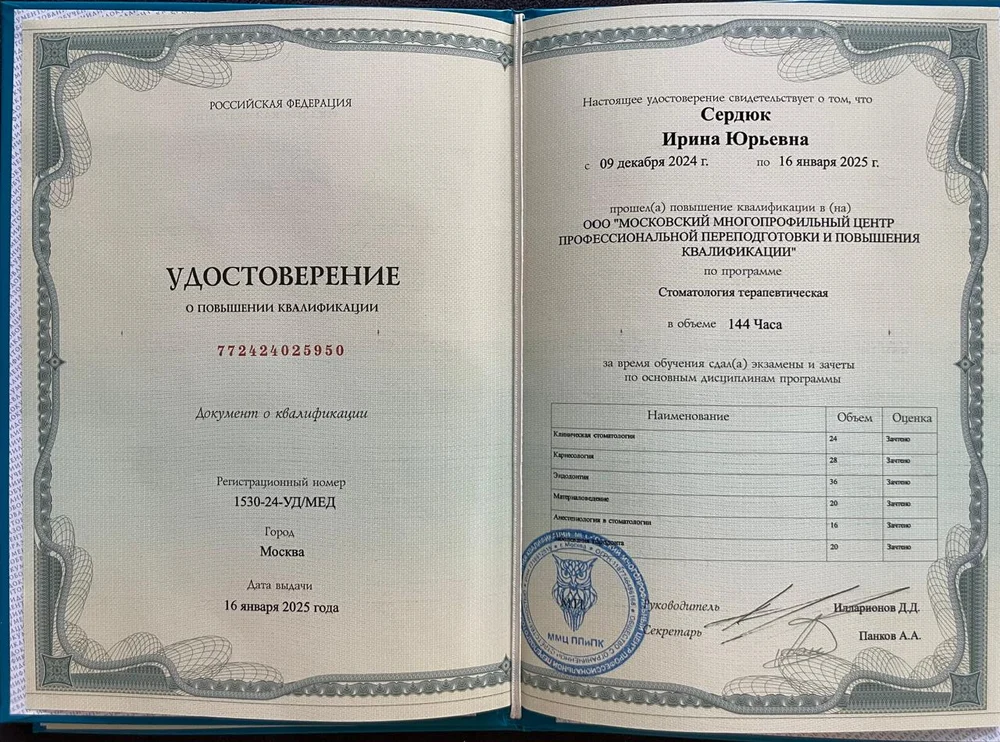 РОССИЙСКАЯ ФЕДЕРАЦИЯ
УДОСТОВЕРЕНИЕ
О ПОВЫШЕНИИ КВАЛИФИКАЦИИ
772424025950
Документ о квалификации
Регистрационный номер
1530-24-УД/МЕД
Город
Москва
Дата выдачи
16 января 2025 года
Настоящее удостоверение свидетельствует о том, что
Сердюк
Ирина Юрьевна
с 09 декабря 2024 г. по 16 января 2025 г.
прошел(а) повышение квалификации в (на)
ООО "МОСКОВСКИЙ МНОГОПРОФИЛЬНЫЙ ЦЕНТР
ПРОФЕССИОНАЛЬНОЙ ПЕРЕПОДГОТОВКИ И ПОВЫШЕНИЯ
КВАЛИФИКАЦИИ"
по программе
Стоматология терапевтическая
в объеме 144 Часа
за время обучения сдал(а) экзамены и зачеты
по основным дисциплинам программы
Наименование Объем Оценка
Клиническая стоматология 24 Зачтено
Кариесология 28 Зачтено
Эндодонтия 36 Зачтено
Материаловедение 20 Зачтено
Анестезиология в стоматологии 16 Зачтено
20 Зачтено
МП
ММЦ ППиПК
Руководитель Илларионов Д.Д.
Секретарь Панков А.А.